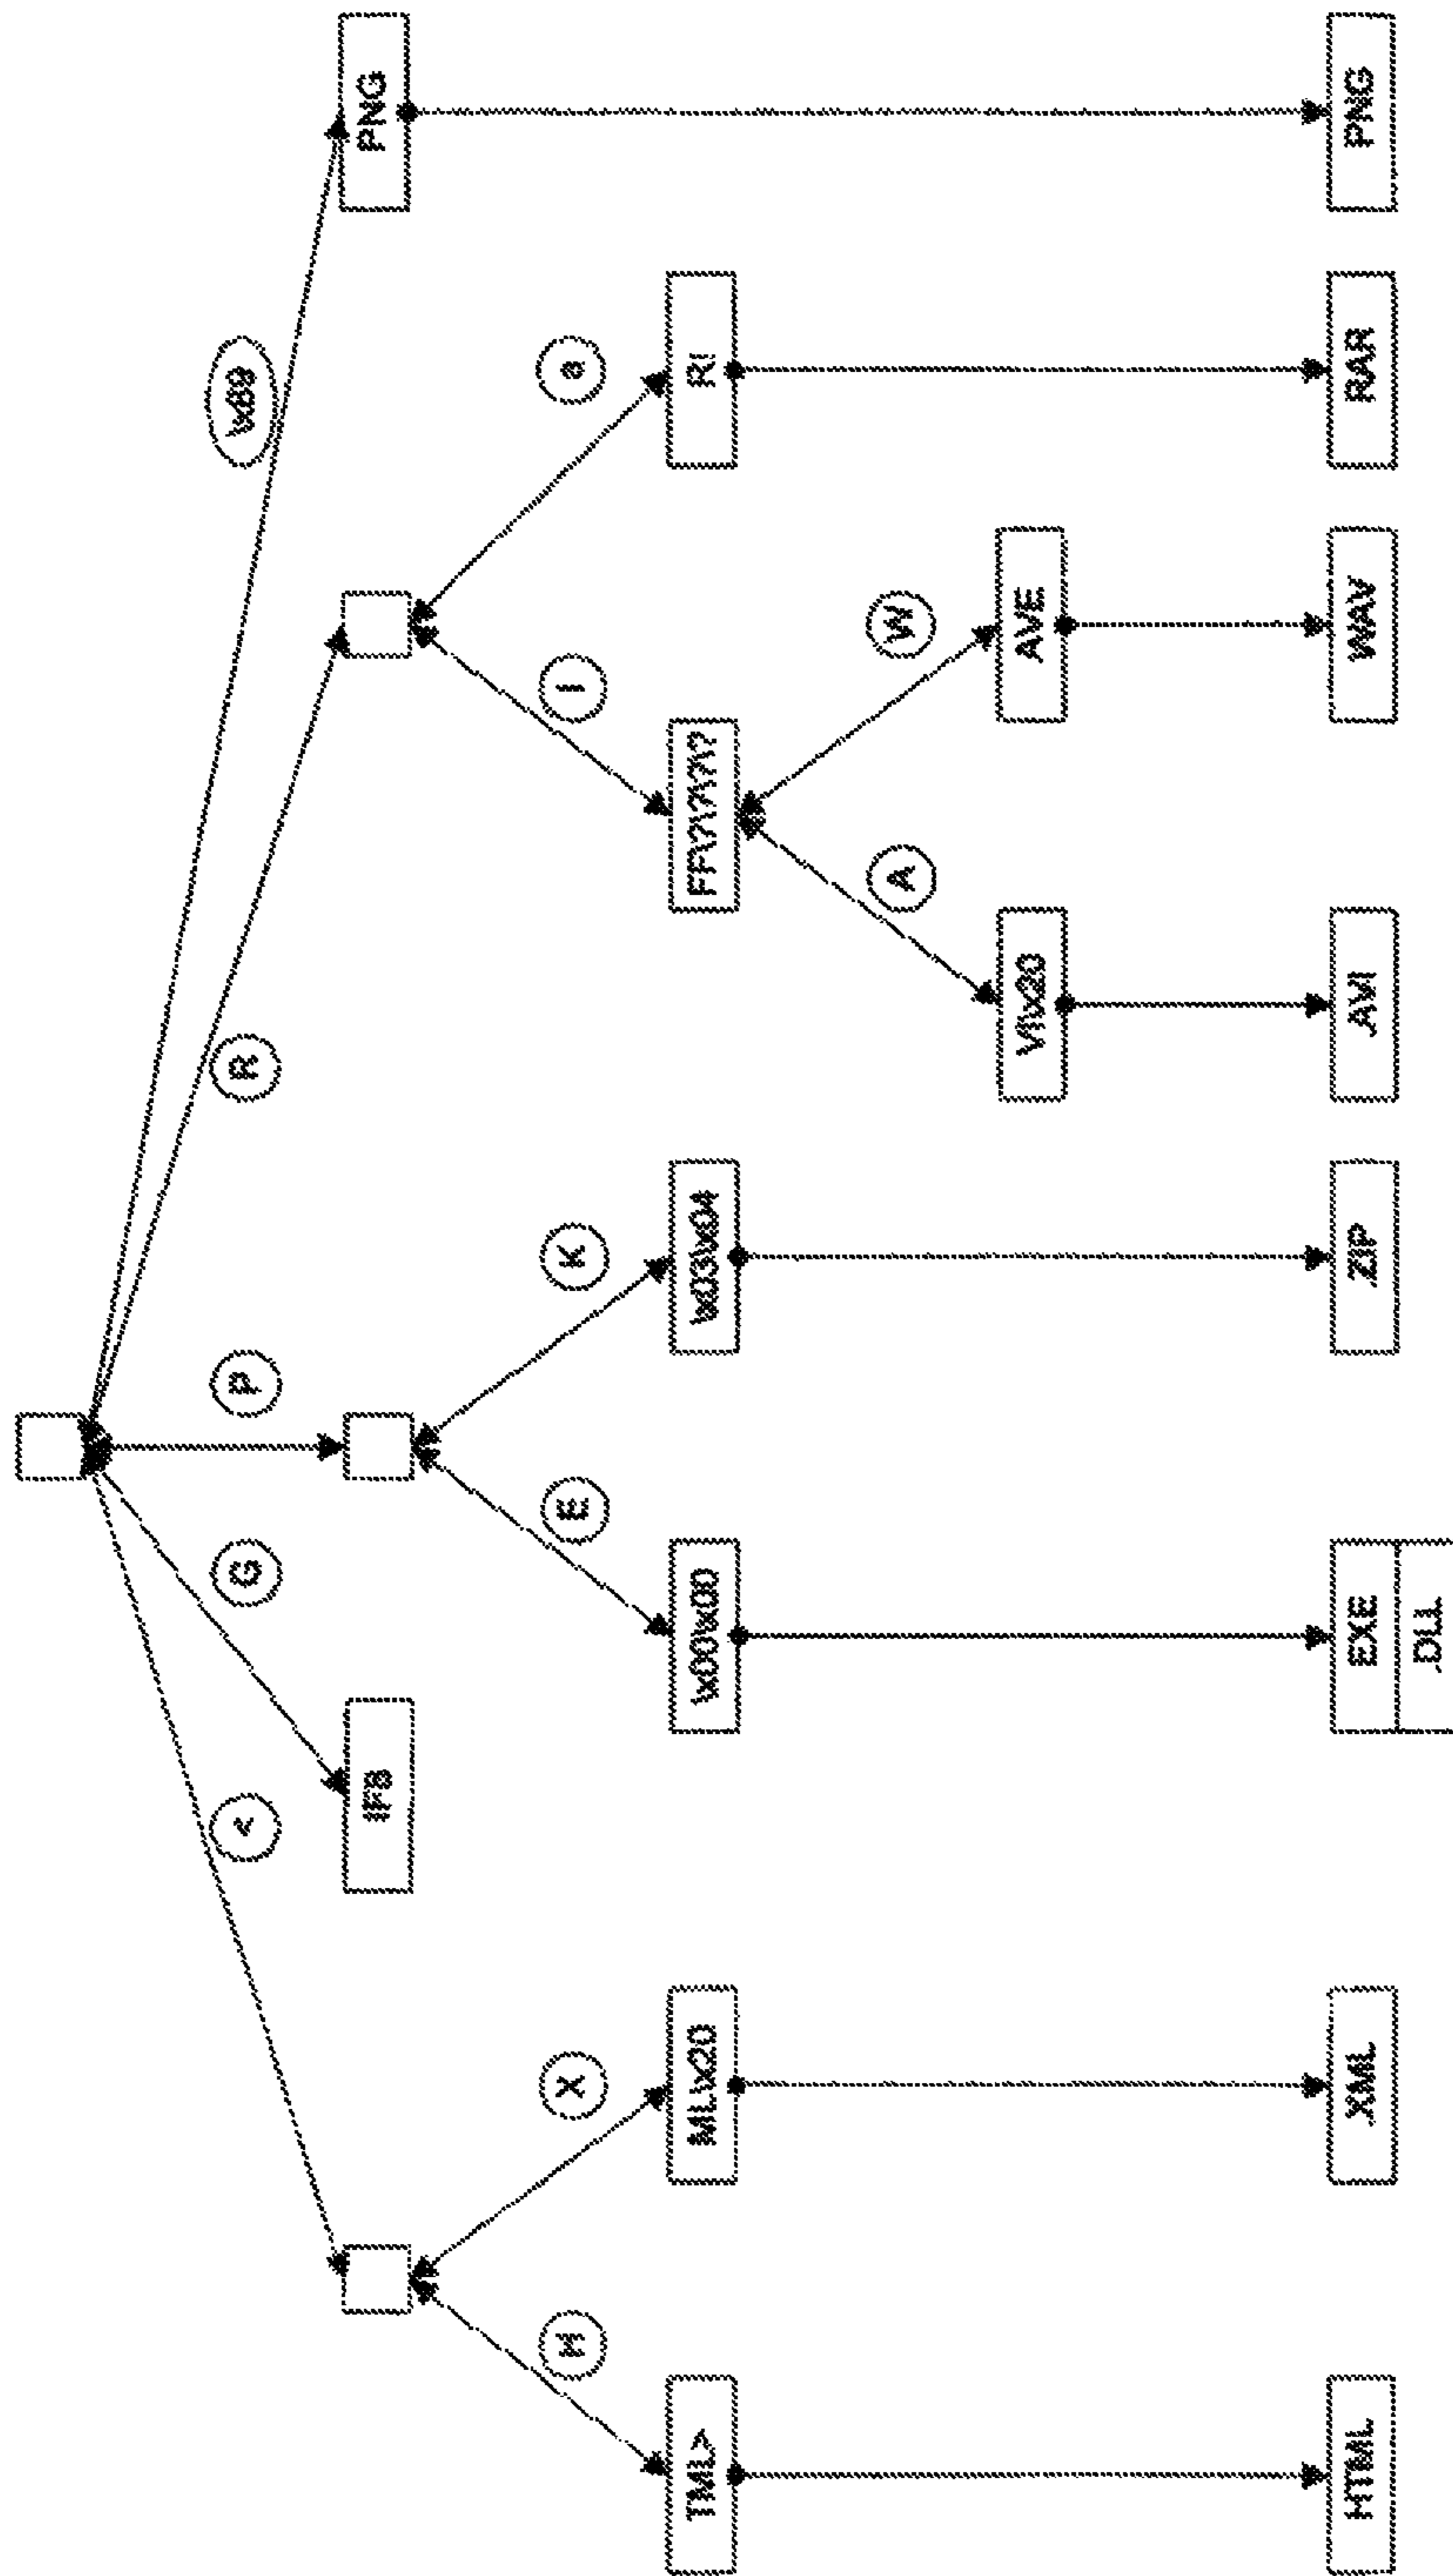 <
G
P
R
\x89
IF8
PNG
H
X
E
K
I
a
TML>
ML\x20
\x00\x00
\x03\x04
FF\?\?\?\?
R!
A
W
VI\x20
AVE
HTML
.XML
EXE
.DLL
.ZIP
.AVI
WAV
RAR
PNG